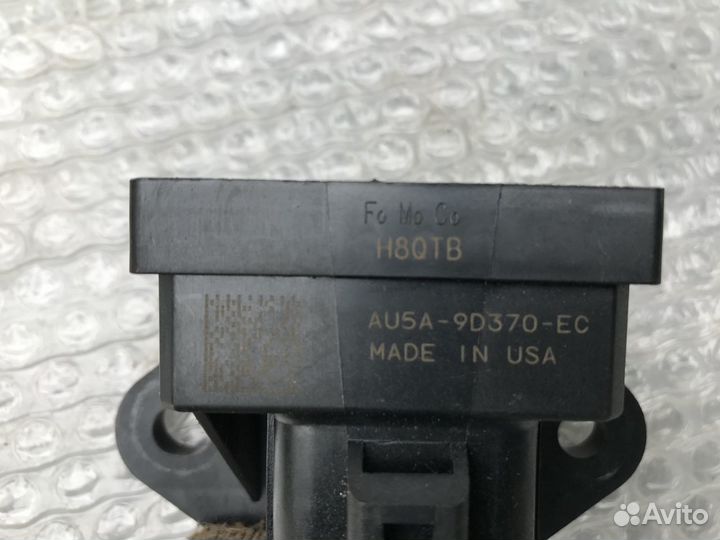 Fo Mo Co
H8QTB
AU5A-9D370-EC
MADE IN USA
Avito